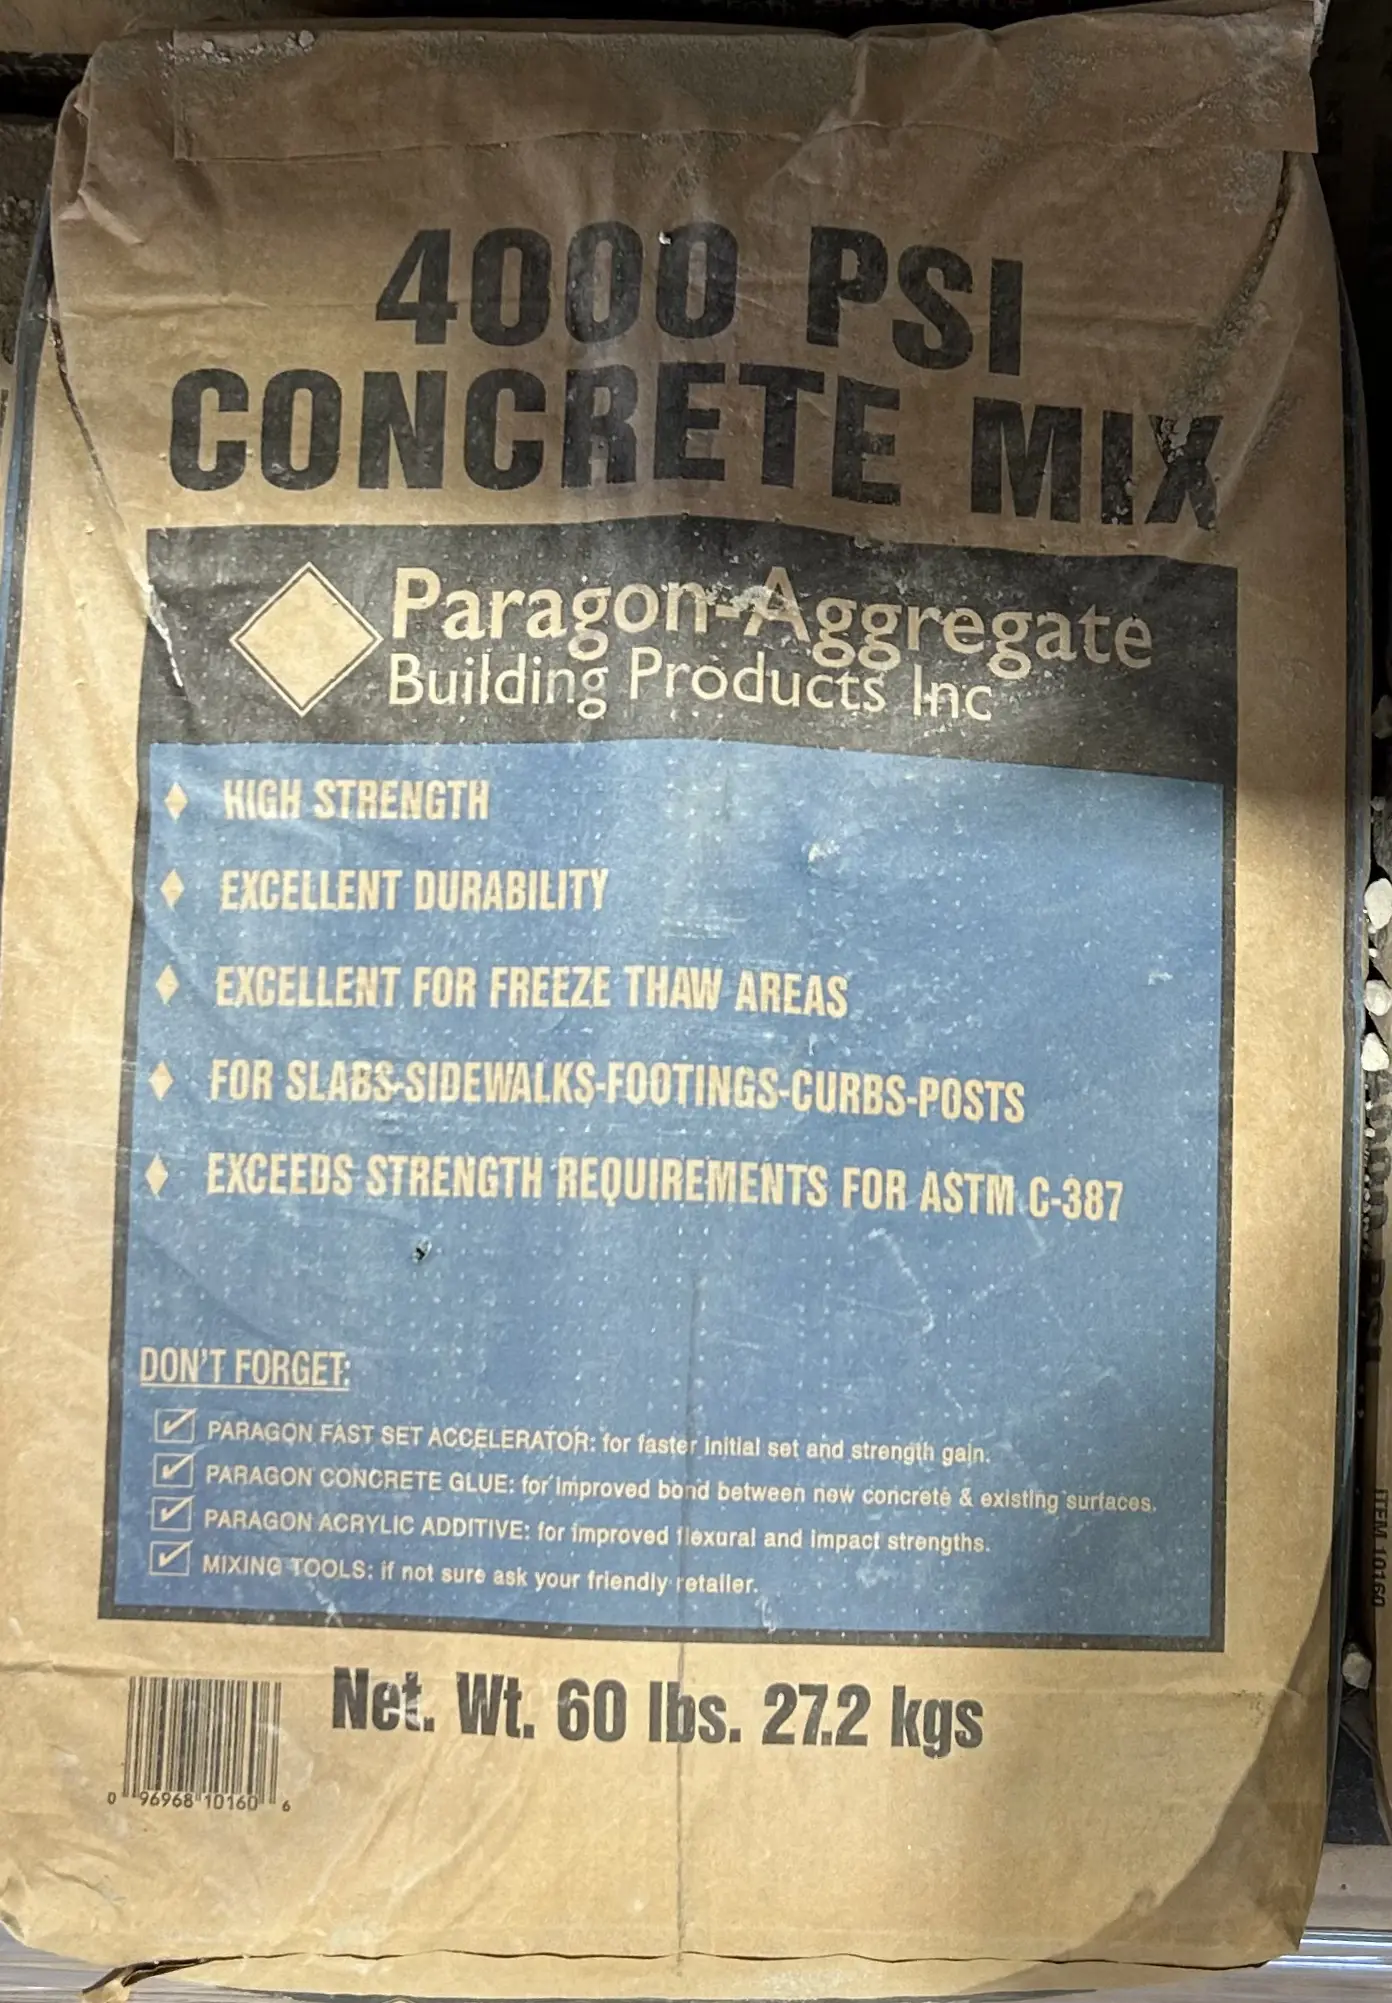 4000 PSI
CONCRETE MIX
Paragon-Aggregate
Building Products Inc
HIGH STRENGTH
EXCELLENT DURABILITY
EXCELLENT FOR FREEZE THAW AREAS
FOR SLABS-SIDEWALKS-FOOTINGS-CURBS-POSTS
EXCEEDS STRENGTH REQUIREMENTS FOR ASTM C-387
DON'T FORGET:
PARAGON FAST SET ACCELERATOR: for faster initial set and strength gain.
PARAGON CONCRETE GLUE: for improved bond between new concrete & existing surfaces.
PARAGON ACRYLIC ADDITIVE: for improved flexural and impact strengths.
MIXING TOOLS: if not sure ask your friendly retailer.
Net. Wt. 60 lbs. 27.2 kgs
0 96968 10160 6
ITEM 10160